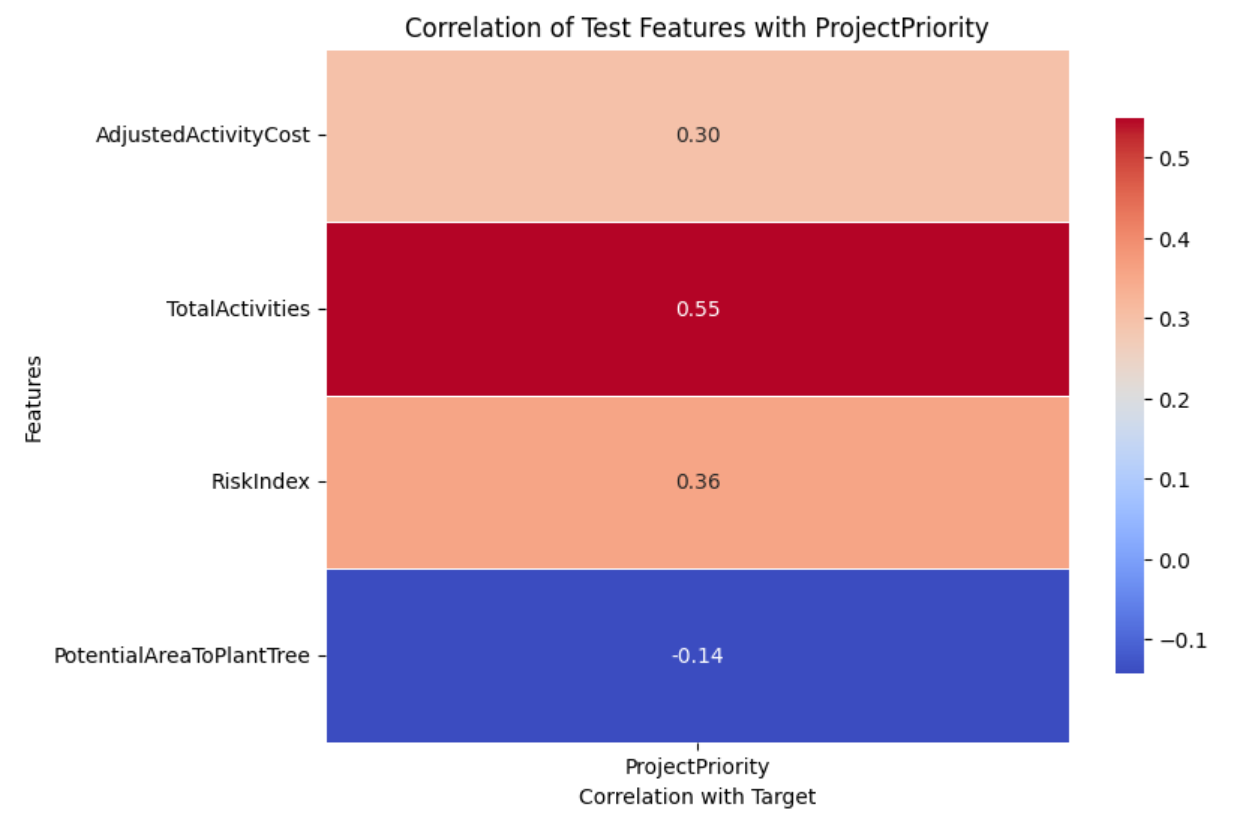 Correlation of Test Features with ProjectPriority
AdjustedActivityCost
0.30
TotalActivities
0.55
RiskIndex
0.36
PotentialAreaToPlantTree
-0.14
Features
ProjectPriority
Correlation with Target
0.5
0.4
0.3
0.2
0.1
0.0
−0.1